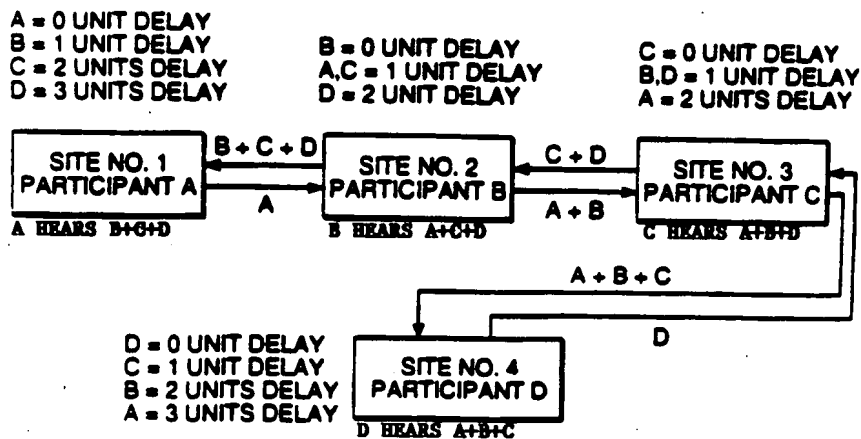 A = 0 UNIT DELAY
B = 1 UNIT DELAY
C = 2 UNITS DELAY
D = 3 UNITS DELAY
B = 0 UNIT DELAY
A,C = 1 UNIT DELAY
D = 2 UNIT DELAY
C = 0 UNIT DELAY
B,D = 1 UNIT DELAY
A = 2 UNITS DELAY
SITE NO. 1
PARTICIPANT A
A HEARS B+C+D
B + C + D
A
SITE NO. 2
PARTICIPANT B
B HEARS A+C+D
C + D
A + B
SITE NO. 3
PARTICIPANT C
C HEARS A+B+D
A + B + C
D
D = 0 UNIT DELAY
C = 1 UNIT DELAY
B = 2 UNITS DELAY
A = 3 UNITS DELAY
SITE NO. 4
PARTICIPANT D
D HEARS A+B+C